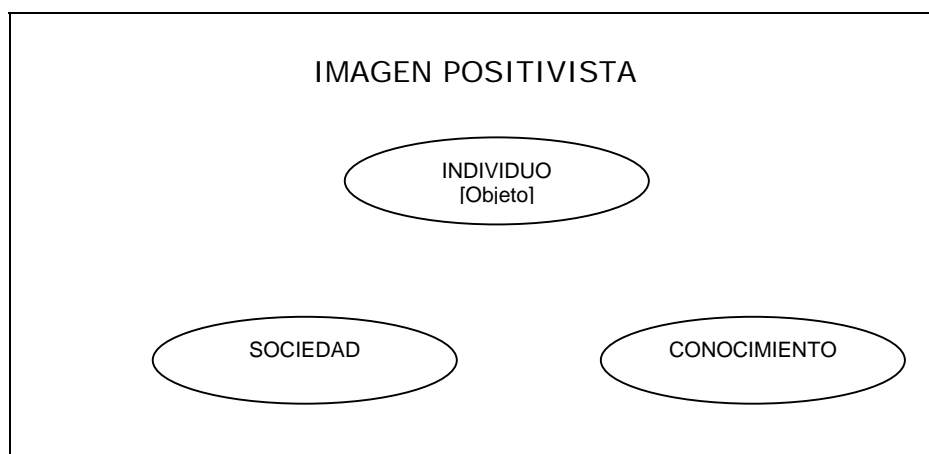 IMAGEN POSITIVISTA
INDIVIDUO
[Objeto]
SOCIEDAD
CONOCIMIENTO